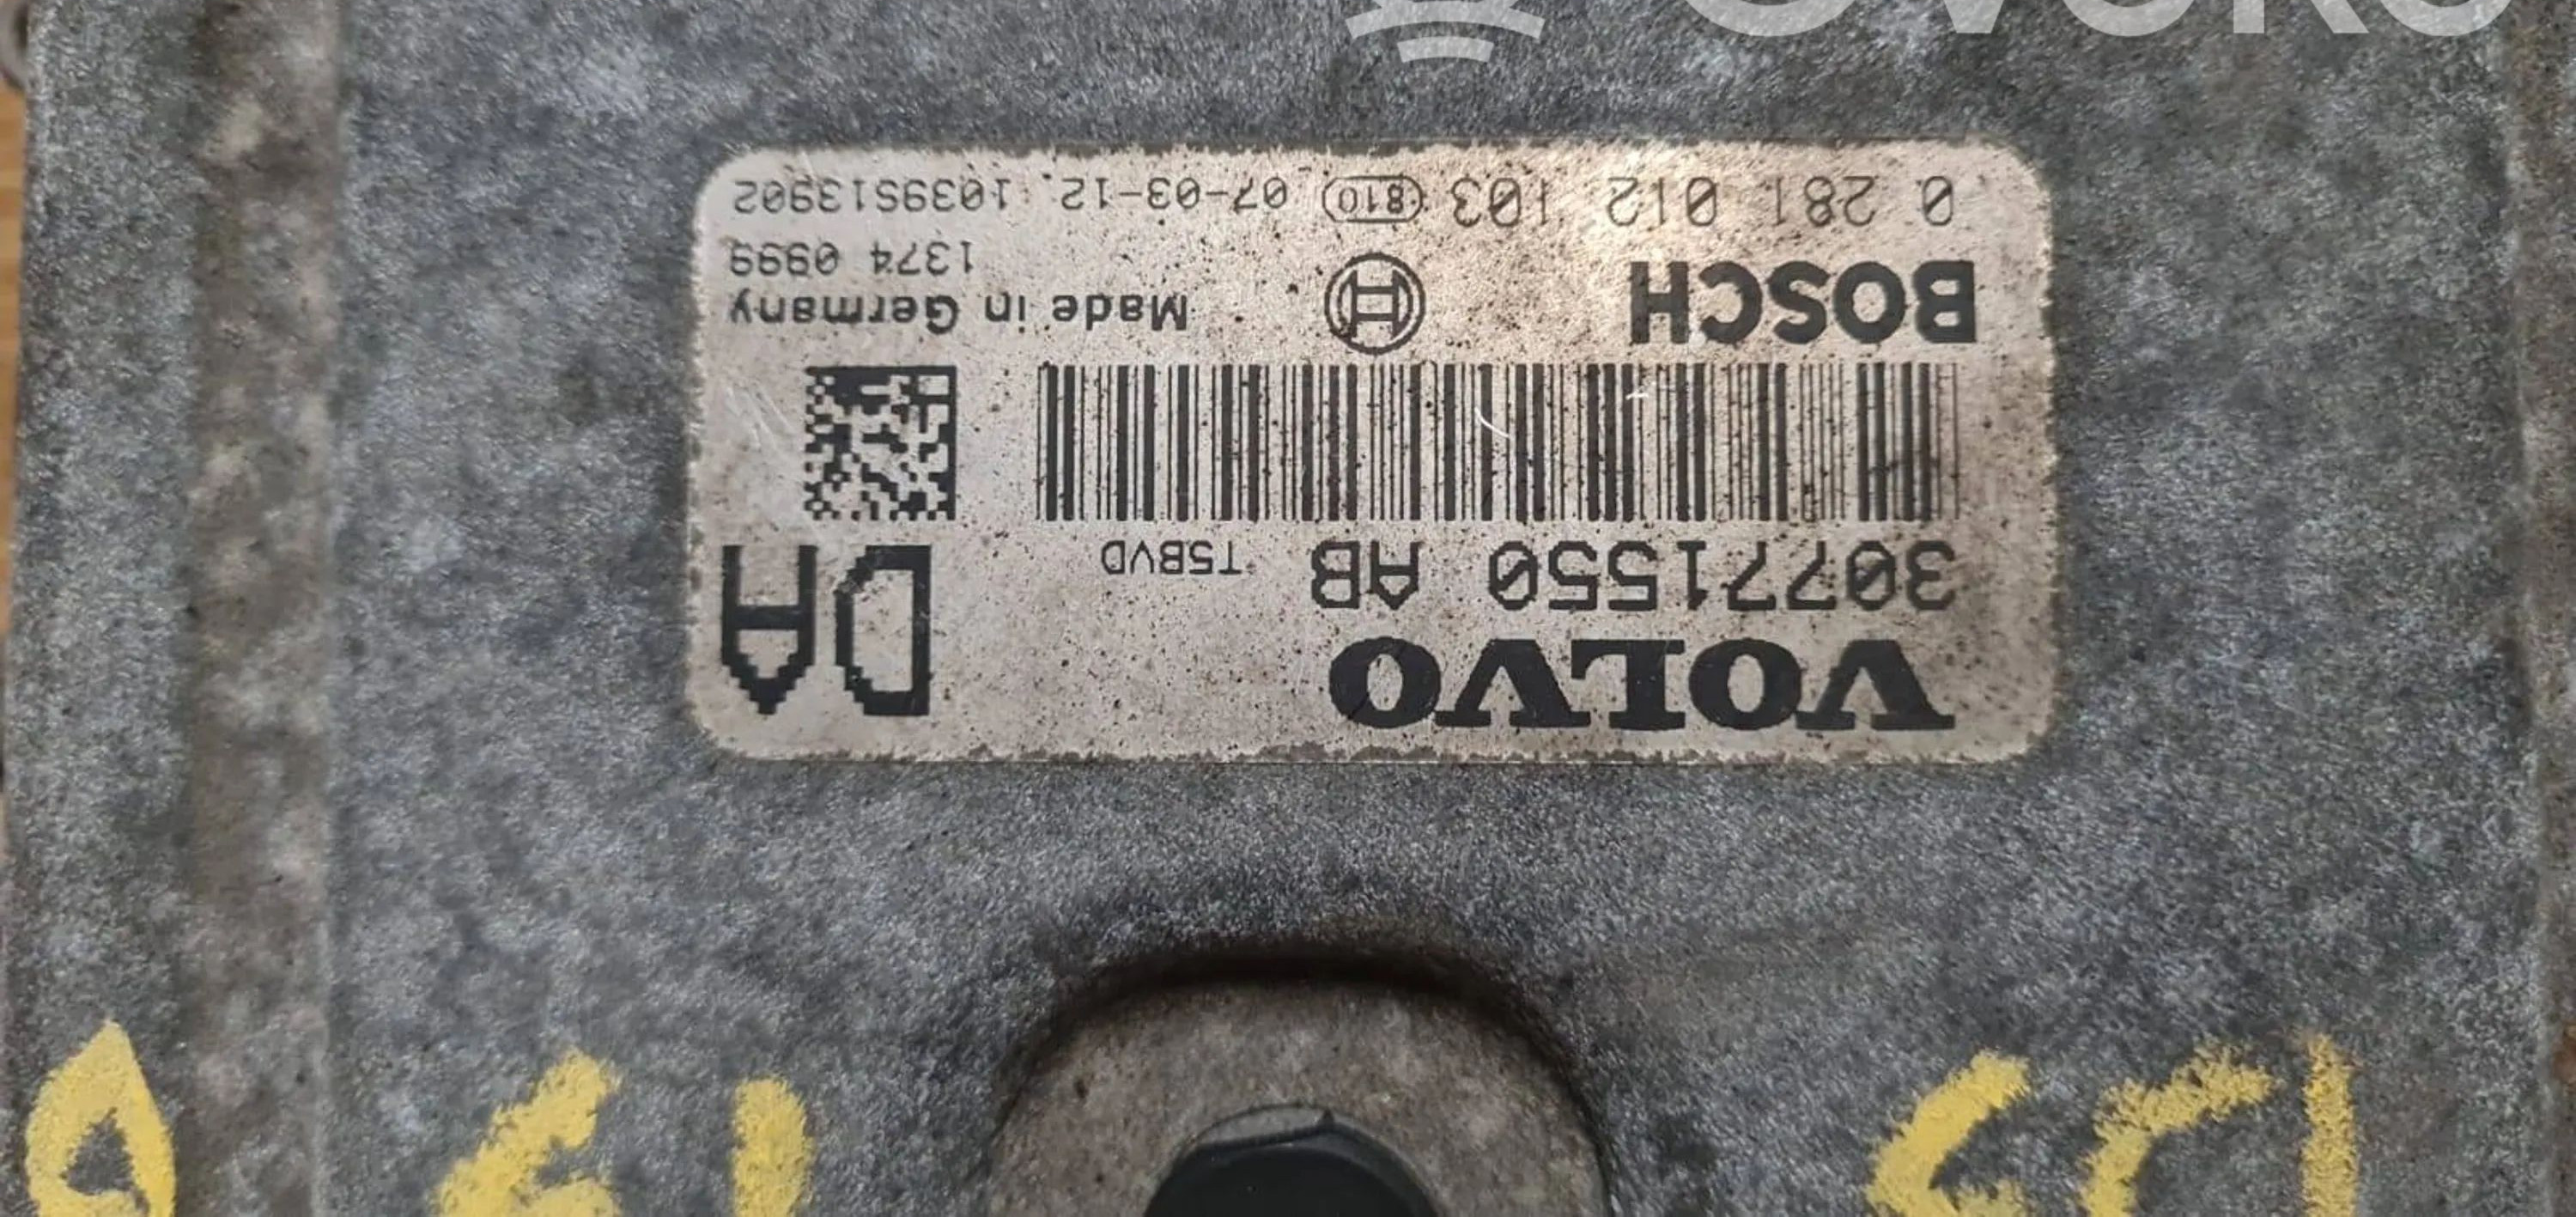 VOLVO
30771550 AB T5BVD
DA
BOSCH Made in Germany
1374 0999
0 281 012 103 810 07-03-12 1039S13902